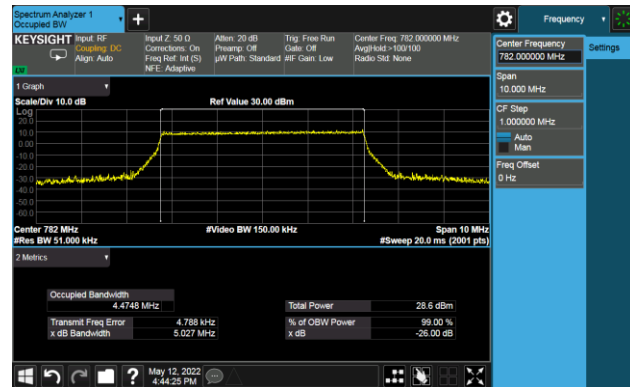 Spectrum Analyzer 1
Occupied BW
+
Frequency
KEYSIGHT
Input: RF
Coupling: DC
Align: Auto
Input Z: 50 Ω
Corrections: On
Freq Ref: Int (S)
NFE: Adaptive
Atten: 20 dB
Preamp: Off
µW Path: Standard
Trig: Free Run
Gate: Off
#IF Gain: Low
Center Freq: 782.000000 MHz
Avg|Hold:>100/100
Radio Std: None
Center Frequency
782.000000 MHz
Settings
Span
10.000 MHz
CF Step
1.000000 MHz
Auto
Man
Freq Offset
0 Hz
1 Graph
Scale/Div 10.0 dB
Ref Value 30.00 dBm
Log
20.0
10.0
0.00
-10.0
-20.0
-30.0
-40.0
-50.0
-60.0
Center 782 MHz
#Video BW 150.00 kHz
Span 10 MHz
#Res BW 51.000 kHz
#Sweep 20.0 ms (2001 pts)
2 Metrics
Occupied Bandwidth
4.4748 MHz
Total Power
28.6 dBm
Transmit Freq Error
4.788 kHz
% of OBW Power
99.00 %
x dB Bandwidth
5.027 MHz
x dB
-26.00 dB
?
May 12, 2022
4:44:25 PM